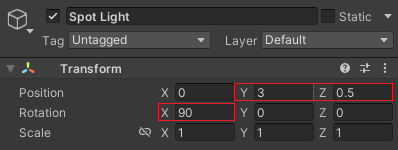 Spot Light Static
Tag Untagged Layer Default
Transform
Position X 0 Y 3 Z 0.5
Rotation X 90 Y 0 Z 0
Scale X 1 Y 1 Z 1